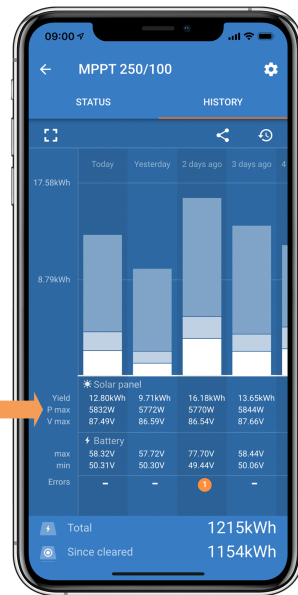 09:00
MPPT 250/100
STATUS HISTORY
Today Yesterday 2 days ago 3 days ago 4
17.58kWh
8.79kWh
Solar panel
Yield 12.80kWh 9.71kWh 16.18kWh 13.65kWh
P max 5832W 5772W 5770W 5844W
V max 87.49V 86.59V 86.54V 87.66V
Battery
max 58.32V 57.72V 77.70V 58.44V
min 50.31V 50.30V 49.44V 50.06V
Errors - - 1 -
Total 1215kWh
Since cleared 1154kWh